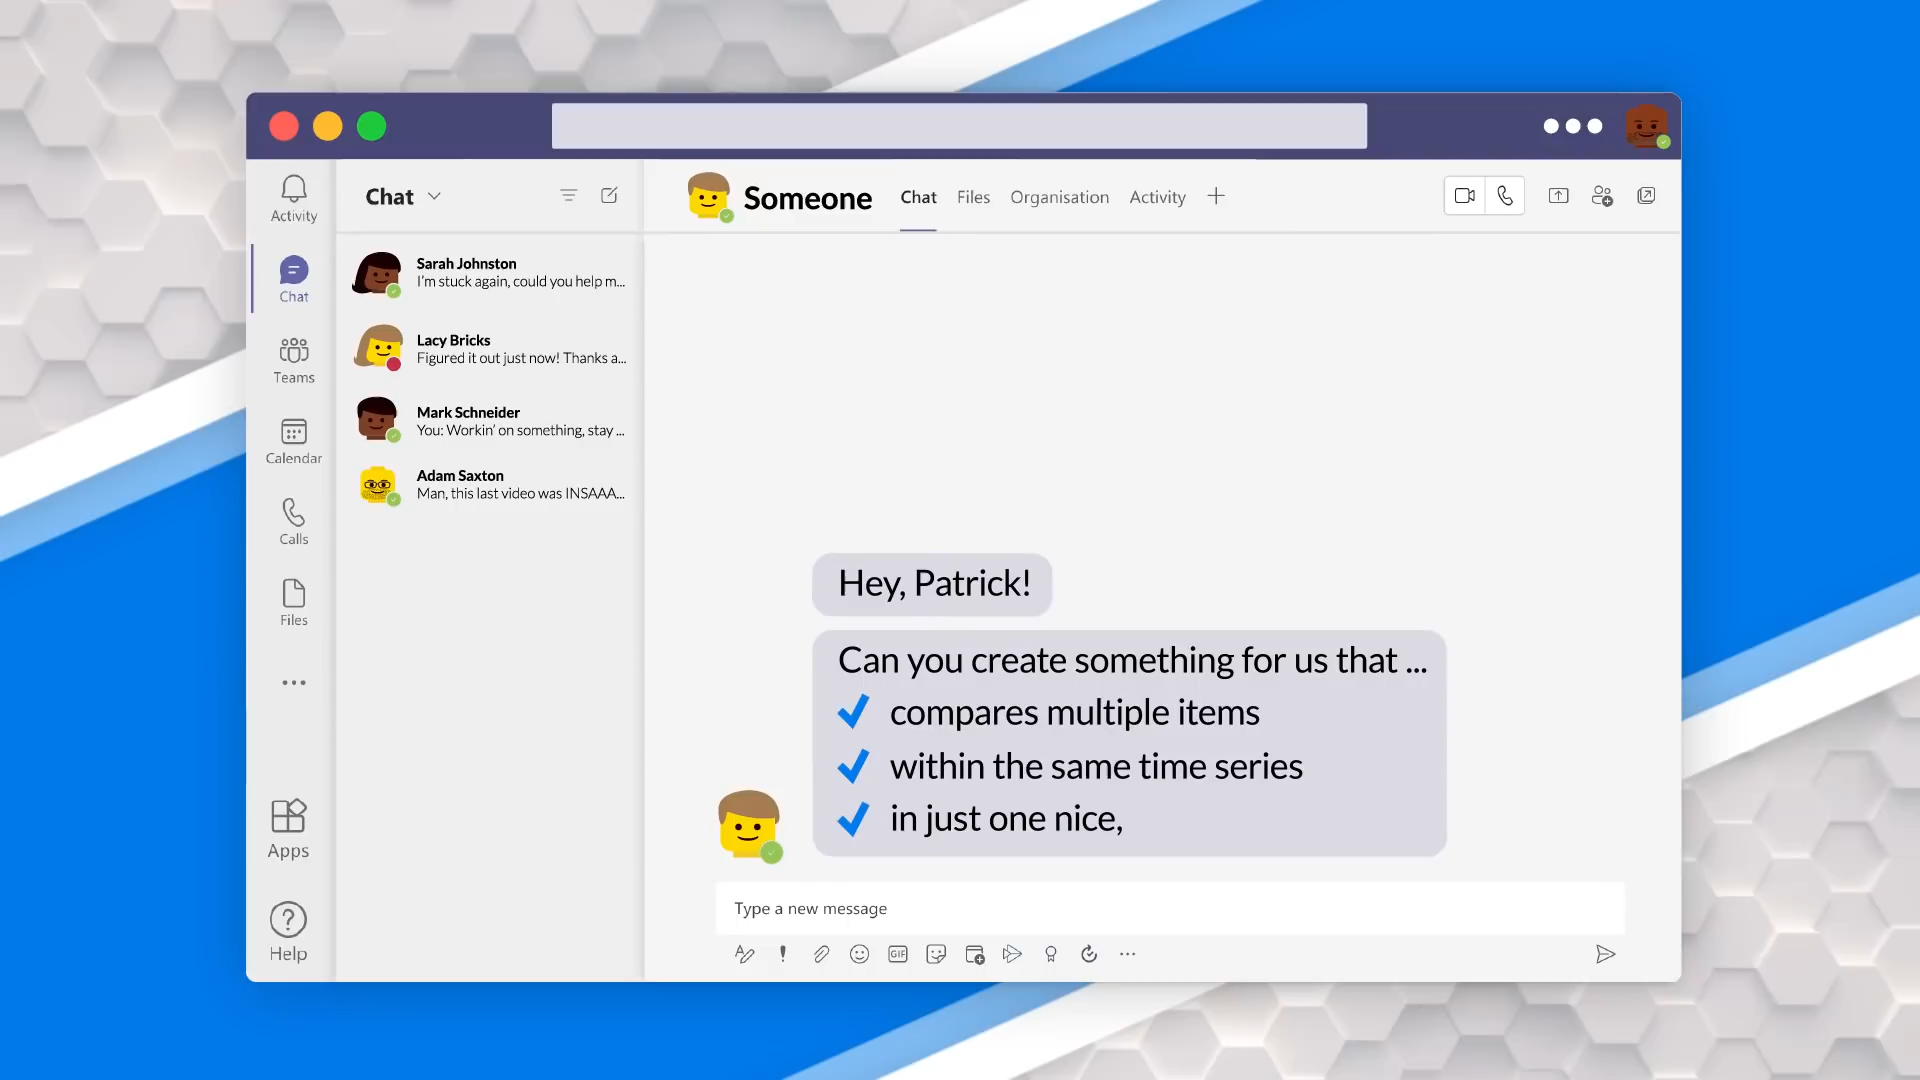 Activity
Chat
Teams
Calendar
Calls
Files
Apps
Help
Chat
Sarah Johnston
I'm stuck again, could you help m...
Lacy Bricks
Figured it out just now! Thanks a...
Mark Schneider
You: Workin' on something, stay ...
Adam Saxton
Man, this last video was INSAAA...
Someone
Chat Files Organisation Activity
Hey, Patrick!
Can you create something for us that ...
compares multiple items
within the same time series
in just one nice,
Type a new message
GIF